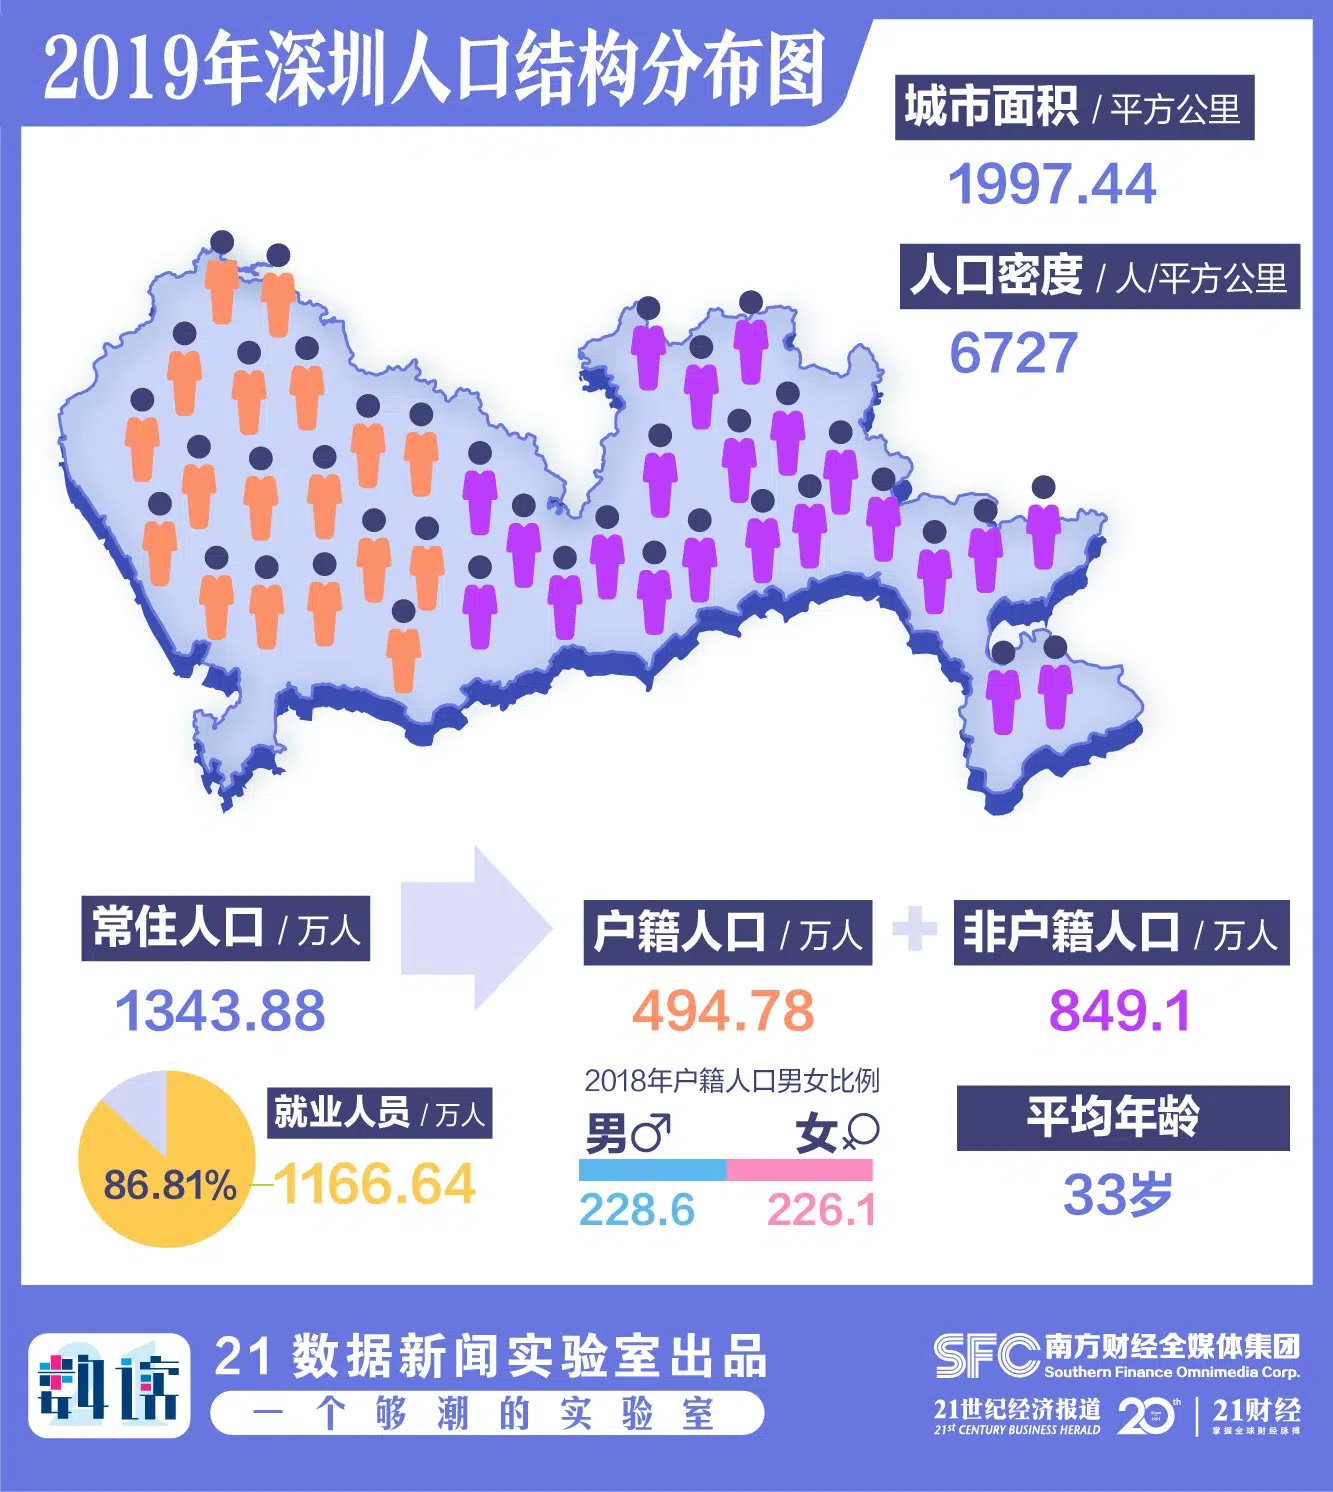 2019年深圳人口结构分布图
城市面积 / 平方公里
1997.44
人口密度 / 人/平方公里
6727
常住人口 / 万人
1343.88
户籍人口 / 万人
494.78
+
非户籍人口 / 万人
849.1
86.81%
就业人员 / 万人
1166.64
2018年户籍人口男女比例
男♂ 女♀
228.6 226.1
平均年龄
33岁
数读
21 数据新闻实验室出品
一个够潮的实验室
SFC 南方财经全媒体集团
Southern Finance Omnimedia Corp.
21世纪经济报道 20th 21财经
21st CENTURY BUSINESS HERALD 掌握全球财经脉搏